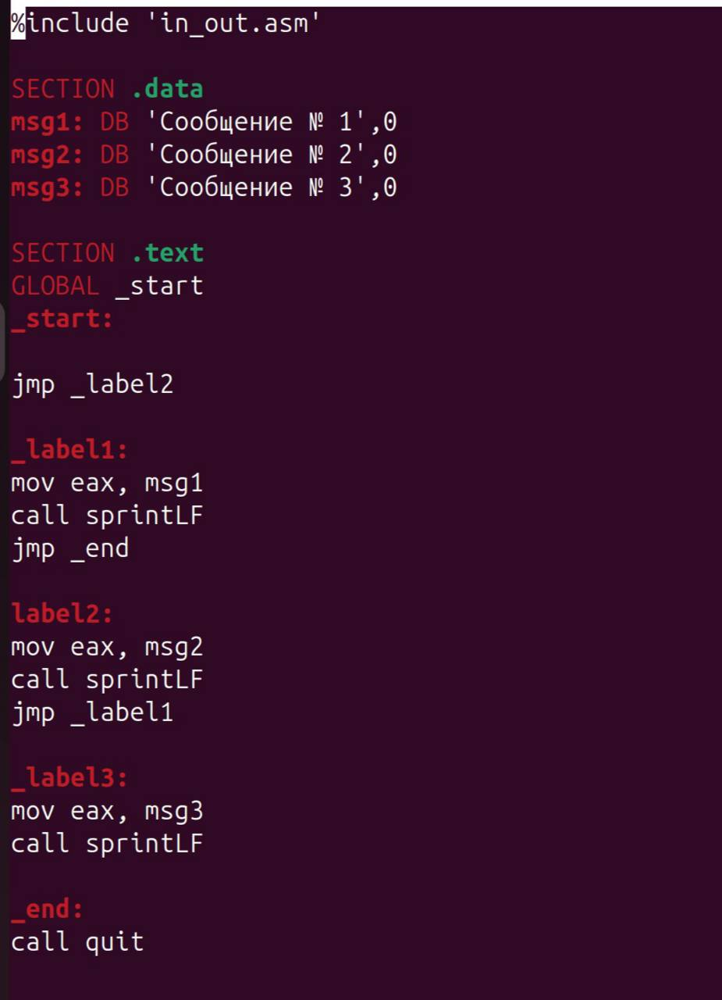 %include 'in_out.asm'
SECTION .data
msg1: DB 'Сообщение № 1',0
msg2: DB 'Сообщение № 2',0
msg3: DB 'Сообщение № 3',0
SECTION .text
GLOBAL _start
_start:
jmp _label2
_label1:
mov eax, msg1
call sprintLF
jmp _end
label2:
mov eax, msg2
call sprintLF
jmp _label1
_label3:
mov eax, msg3
call sprintLF
_end:
call quit